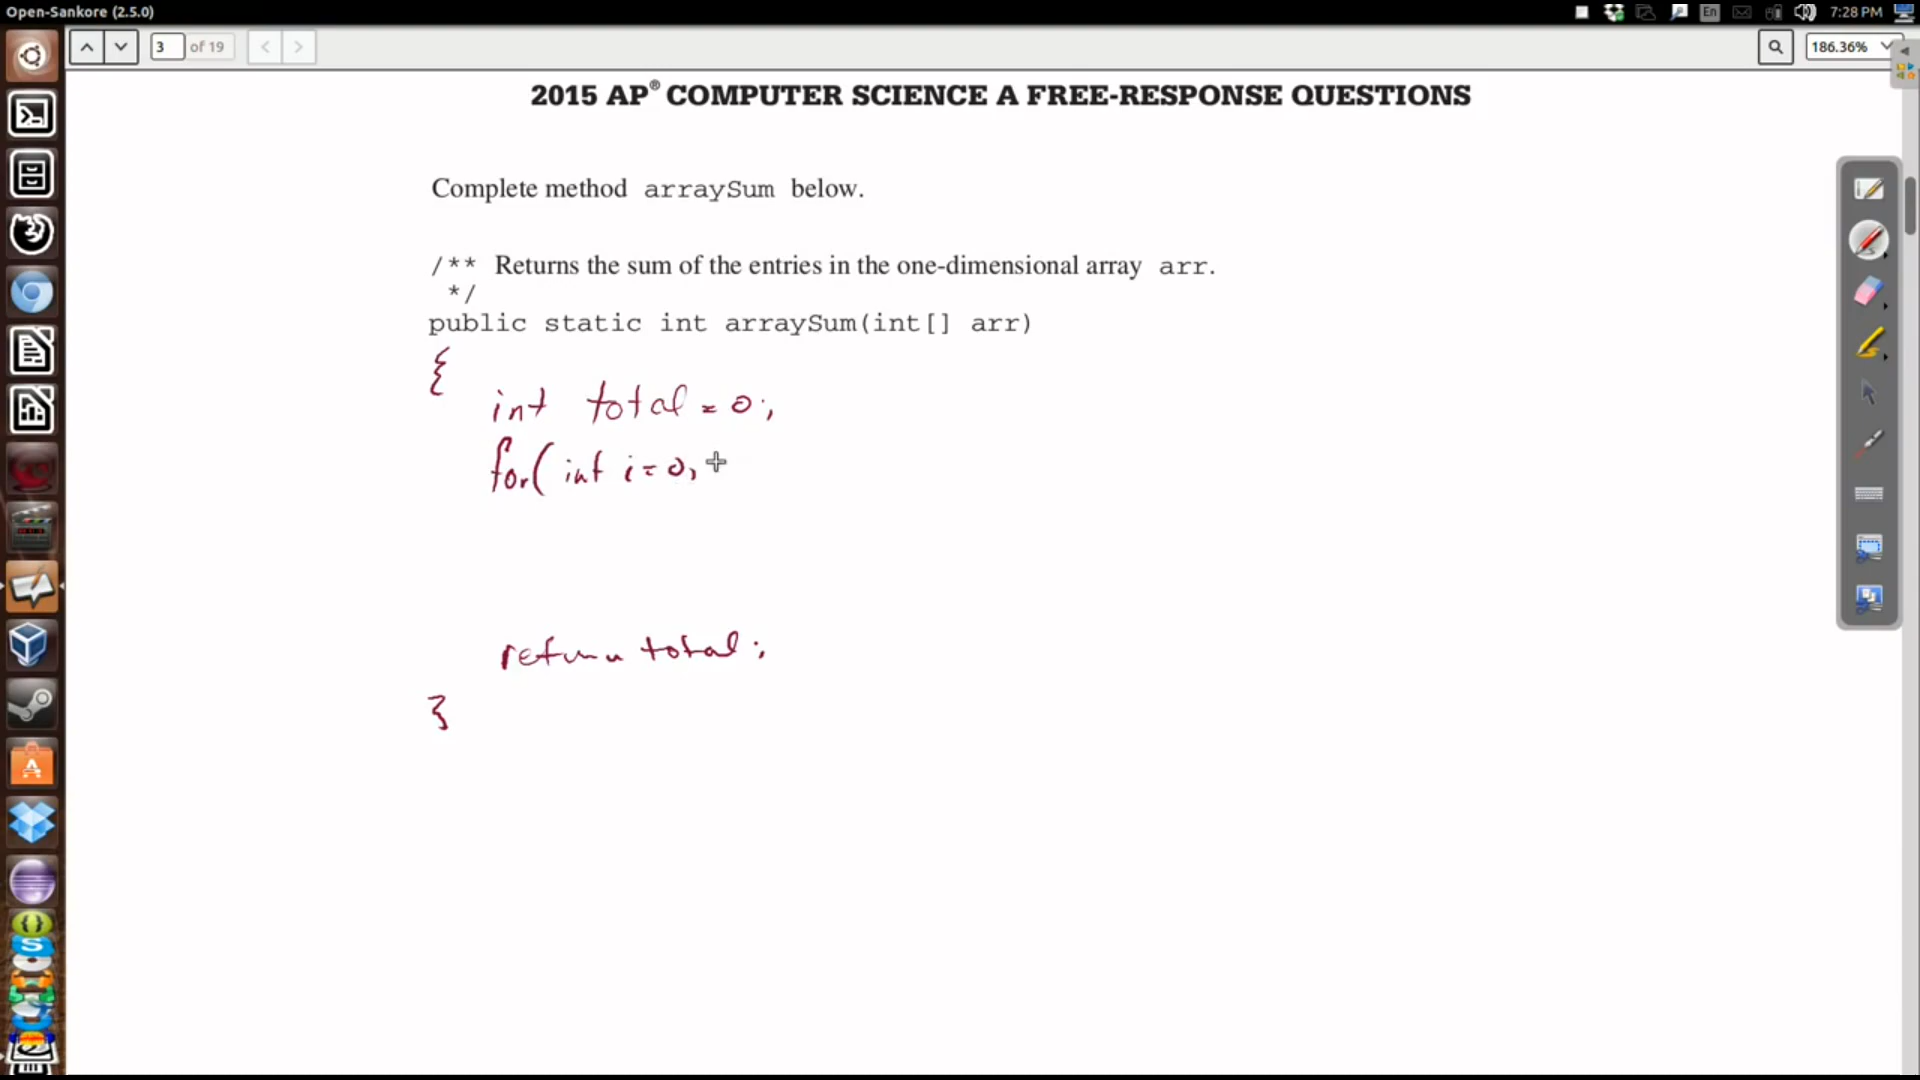 Open-Sankore (2.5.0)
En
7:28 PM
3 of 19
186.36%
2015 AP® COMPUTER SCIENCE A FREE-RESPONSE QUESTIONS
Complete method arraySum below.
/** Returns the sum of the entries in the one-dimensional array arr.
*/
public static int arraySum(int[] arr)
{
int total = 0;
for( int i=0,
return total;
}